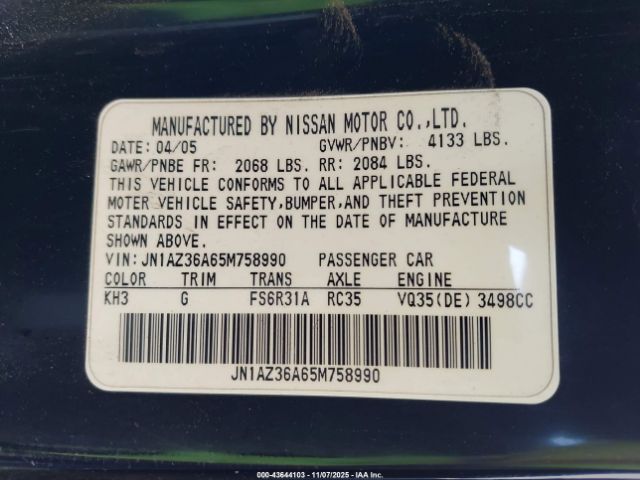 MANUFACTURED BY NISSAN MOTOR CO.,LTD.
DATE: 04/05 GVWR/PNBV: 4133 LBS.
GAWR/PNBE FR: 2068 LBS. RR: 2084 LBS.
THIS VEHICLE CONFORMS TO ALL APPLICABLE FEDERAL
MOTOR VEHICLE SAFETY,BUMPER,AND THEFT PREVENTION
STANDARDS IN EFFECT ON THE DATE OF MANUFACTURE
SHOWN ABOVE.
VIN:JN1AZ36A65M758990 PASSENGER CAR
COLOR TRIM TRANS AXLE ENGINE
KH3 G FS6R31A RC35 VQ35(DE) 3498CC
JN1AZ36A65M758990
000-43644103 - 11/07/2025 - IAA Inc.